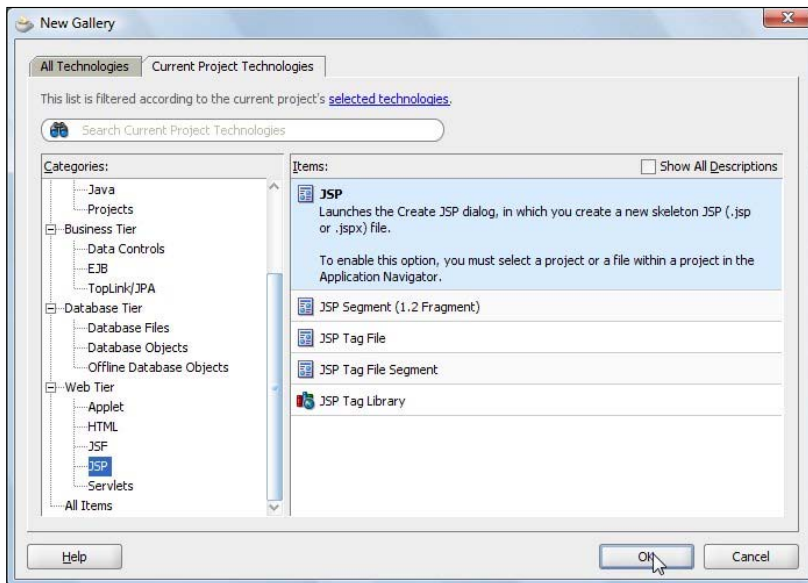 New Gallery
All Technologies
Current Project Technologies
This list is filtered according to the current project's selected technologies.
Search Current Project Technologies
Categories:
Java
Projects
Business Tier
Data Controls
EJB
TopLink/JPA
Database Tier
Database Files
Database Objects
Offline Database Objects
Web Tier
Applet
HTML
JSF
JSP
Servlets
All Items
Items:
Show All Descriptions
JSP
Launches the Create JSP dialog, in which you create a new skeleton JSP (.jsp
or .jspx) file.
To enable this option, you must select a project or a file within a project in the
Application Navigator.
JSP Segment (1.2 Fragment)
JSP Tag File
JSP Tag File Segment
JSP Tag Library
Help
OK
Cancel